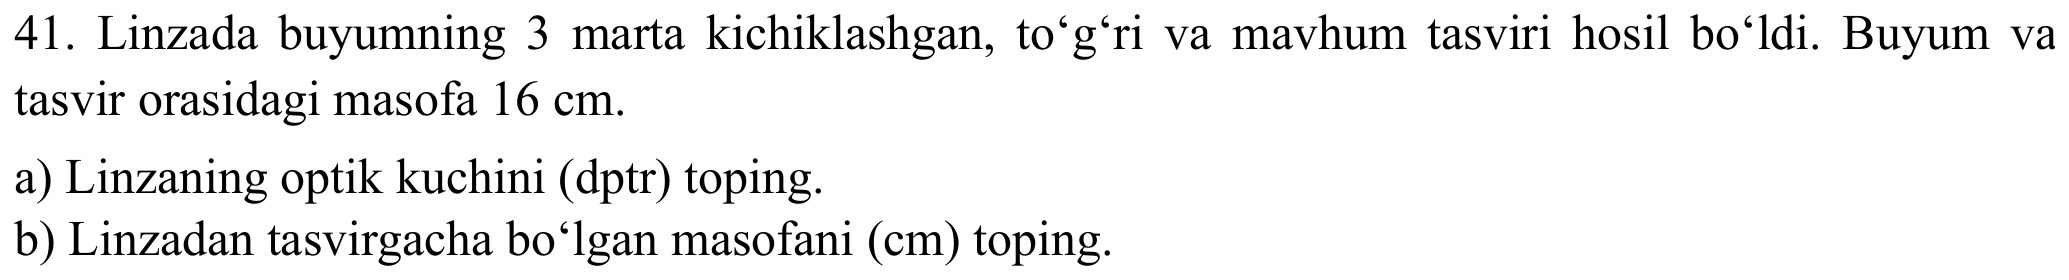 41. Linzada buyumning 3 marta kichiklashgan, to‘g‘ri va mavhum tasviri hosil bo‘ldi. Buyum va
tasvir orasidagi masofa 16 cm.
a) Linzaning optik kuchini (dptr) toping.
b) Linzadan tasvirgacha bo‘lgan masofani (cm) toping.